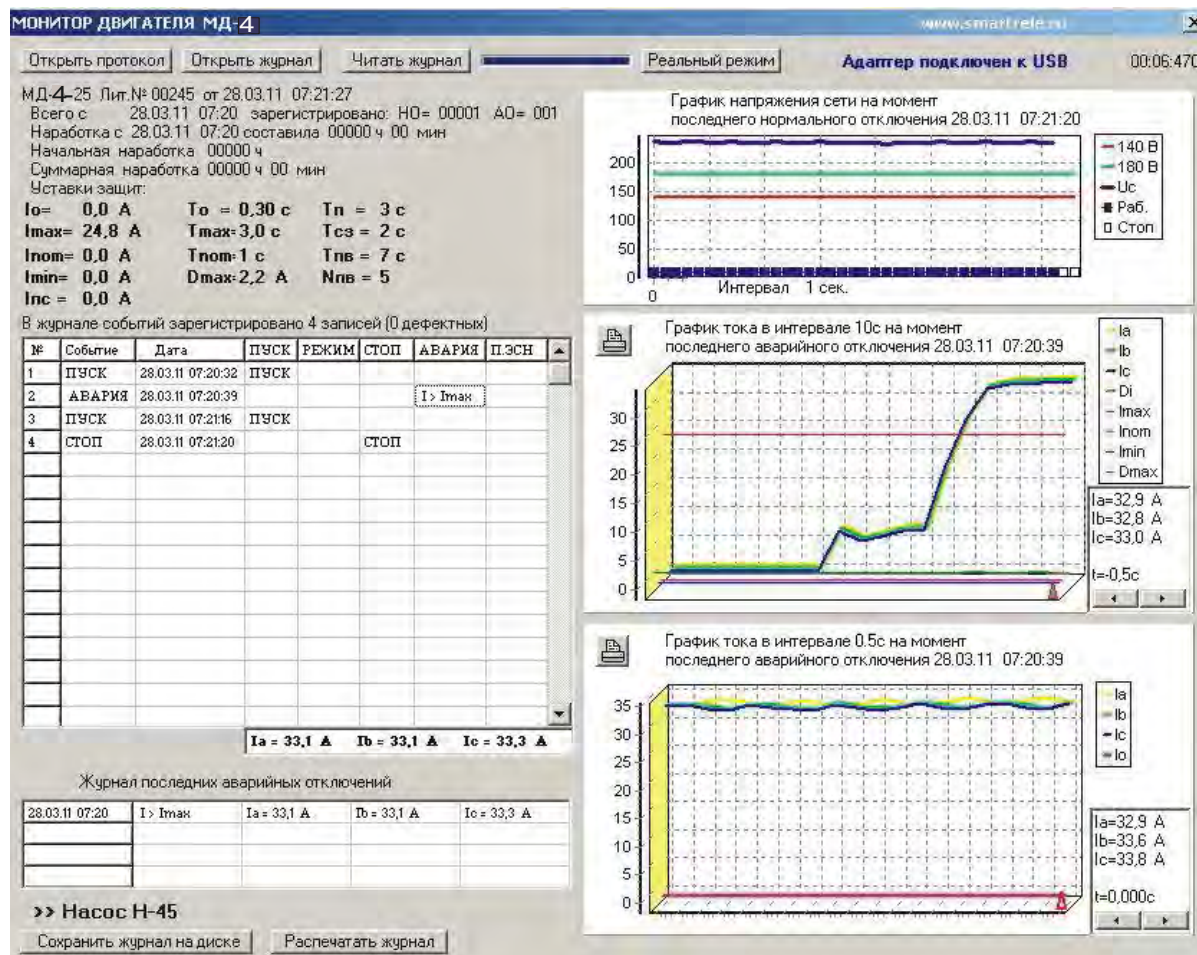 МОНИТОР ДВИГАТЕЛЯ МД-4 www.smartrele.ru
Открыть протокол Открыть журнал Читать журнал Реальный режим Адаптер подключен к USB 00:06:470
МД-4-25 Лит.№ 00245 от 28.03.11 07:21:27
Всего с 28.03.11 07:20 зарегистрировано: НО= 00001 АО= 001
Наработка с 28.03.11 07:20 составила 00000 ч 00 мин
Начальная наработка 00000 ч
Суммарная наработка 00000 ч 00 мин
Уставки защит:
Io= 0,0 А To = 0,30 с Тп = 3 с
Imax= 24,8 А Tmax=3,0 с Тсз = 2 с
Inom= 0,0 А Tnom=1 с Тпв = 7 с
Imin= 0,0 А Dmax=2,2 А Nпв = 5
Iпс = 0,0 А
В журнале событий зарегистрировано 4 записей (0 дефектных)
№ Событие Дата ПУСК РЕЖИМ СТОП АВАРИЯ П.ЭСН
1 ПУСК 28.03.11 07:20:32 ПУСК
2 АВАРИЯ 28.03.11 07:20:39 I> Imax
3 ПУСК 28.03.11 07:21:16 ПУСК
4 СТОП 28.03.11 07:21:20 СТОП
Ia = 33,1 А Ib = 33,1 А Ic = 33,3 А
Журнал последних аварийных отключений
28.03.11 07:20 I> Imax Ia = 33,1 А Ib = 33,1 А Ic = 33,3 А
>> Насос Н-45
Сохранить журнал на диске Распечатать журнал
График напряжения сети на момент
последнего нормального отключения 28.03.11 07:21:20
200
150
100
50
0
0
Интервал 1 сек.
140 В
180 В
Uc
Раб.
Стоп
График тока в интервале 10с на момент
последнего аварийного отключения 28.03.11 07:20:39
30
25
20
15
10
5
0
Ia
Ib
Ic
Di
Imax
Inom
Imin
Dmax
Ia=32,9 А
Ib=32,8 А
Ic=33,0 А
t=-0,5с
График тока в интервале 0.5с на момент
последнего аварийного отключения 28.03.11 07:20:39
35
30
25
20
15
10
5
0
Ia
Ib
Ic
Io
Ia=32,9 А
Ib=33,6 А
Ic=33,8 А
t=0,000с